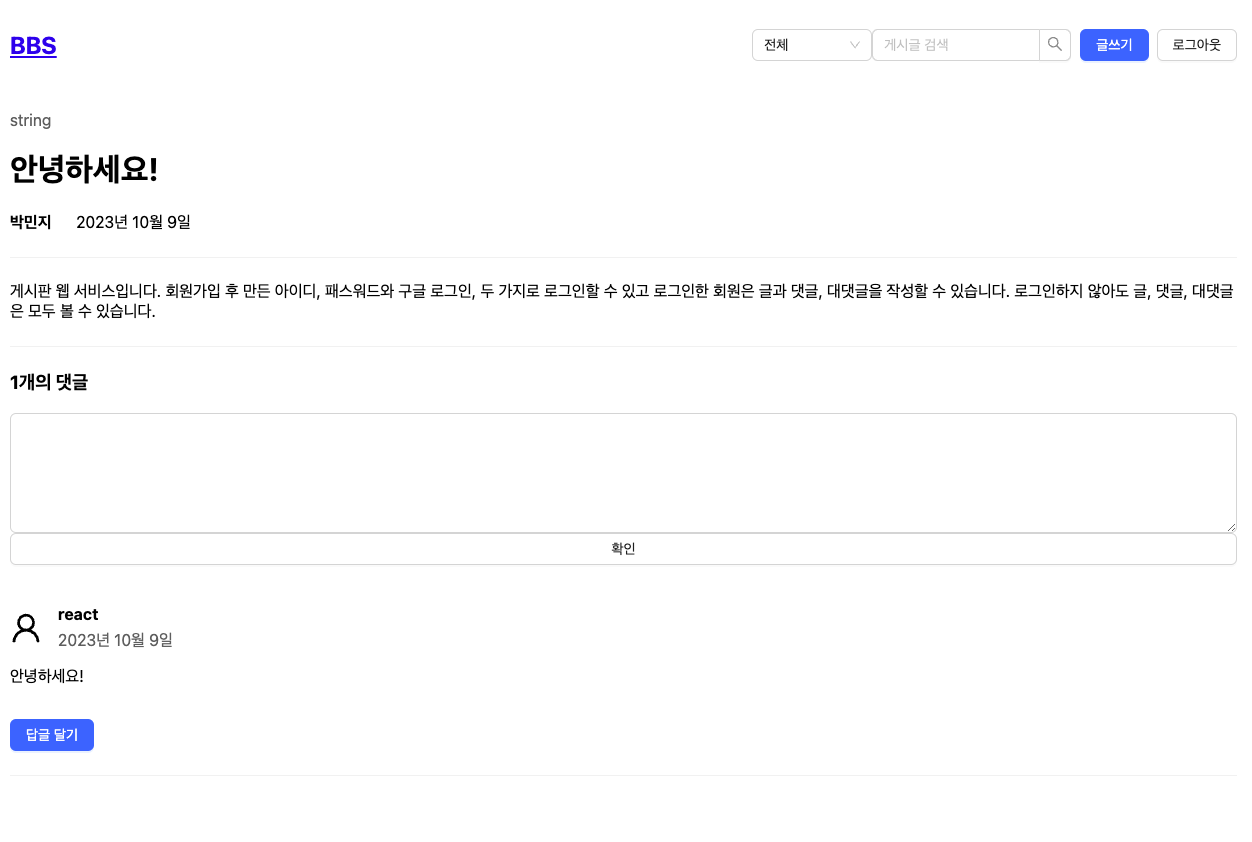 BBS
전체
게시글 검색
글쓰기
로그아웃
string
안녕하세요!
박민지 2023년 10월 9일
게시판 웹 서비스입니다. 회원가입 후 만든 아이디, 패스워드와 구글 로그인, 두 가지로 로그인할 수 있고 로그인한 회원은 글과 댓글, 대댓글을 작성할 수 있습니다. 로그인하지 않아도 글, 댓글, 대댓글
은 모두 볼 수 있습니다.
1개의 댓글
확인
react
2023년 10월 9일
안녕하세요!
답글 달기